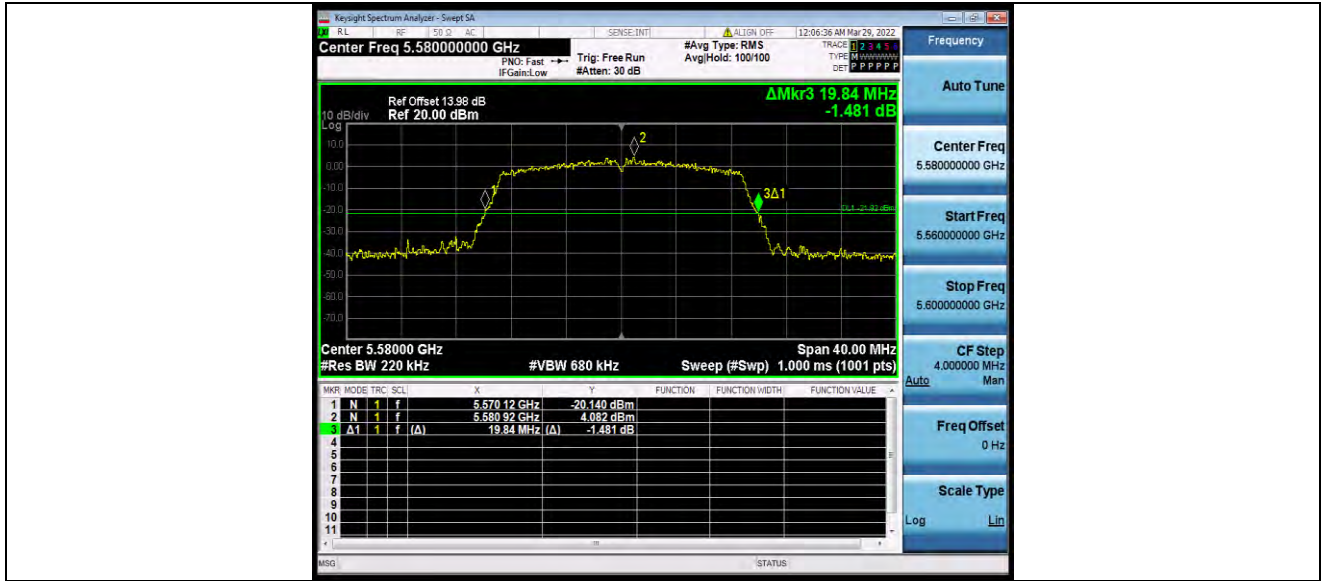 Keysight Spectrum Analyzer - Swept SA
RL RF 50 Ω AC SENSE:INT ALIGN OFF 12:06:36 AM Mar 29, 2022
Center Freq 5.580000000 GHz
PNO: Fast
IFGain:Low
Trig: Free Run
#Atten: 30 dB
#Avg Type: RMS
Avg|Hold: 100/100
TRACE 1 2 3 4 5 6
TYPE M
DET P P P P P P
Frequency
ΔMkr3 19.84 MHz
-1.481 dB
Ref Offset 13.98 dB
10 dB/div Ref 20.00 dBm
Log
10.0
0.00
-10.0
-20.0
-30.0
-40.0
-50.0
-60.0
-70.0
1
2
3Δ1
Center 5.58000 GHz Span 40.00 MHz
#Res BW 220 kHz #VBW 680 kHz Sweep (#Swp) 1.000 ms (1001 pts)
MKR MODE TRC SCL X Y FUNCTION FUNCTION WIDTH FUNCTION VALUE
1 N 1 f 5.570 12 GHz -20.140 dBm
2 N 1 f 5.580 92 GHz 4.082 dBm
3 Δ1 1 f (Δ) 19.84 MHz (Δ) -1.481 dB
4
5
6
7
8
9
10
11
MSG STATUS
Auto Tune
Center Freq
5.580000000 GHz
Start Freq
5.560000000 GHz
Stop Freq
5.600000000 GHz
CF Step
4.000000 MHz
Auto Man
Freq Offset
0 Hz
Scale Type
Log Lin